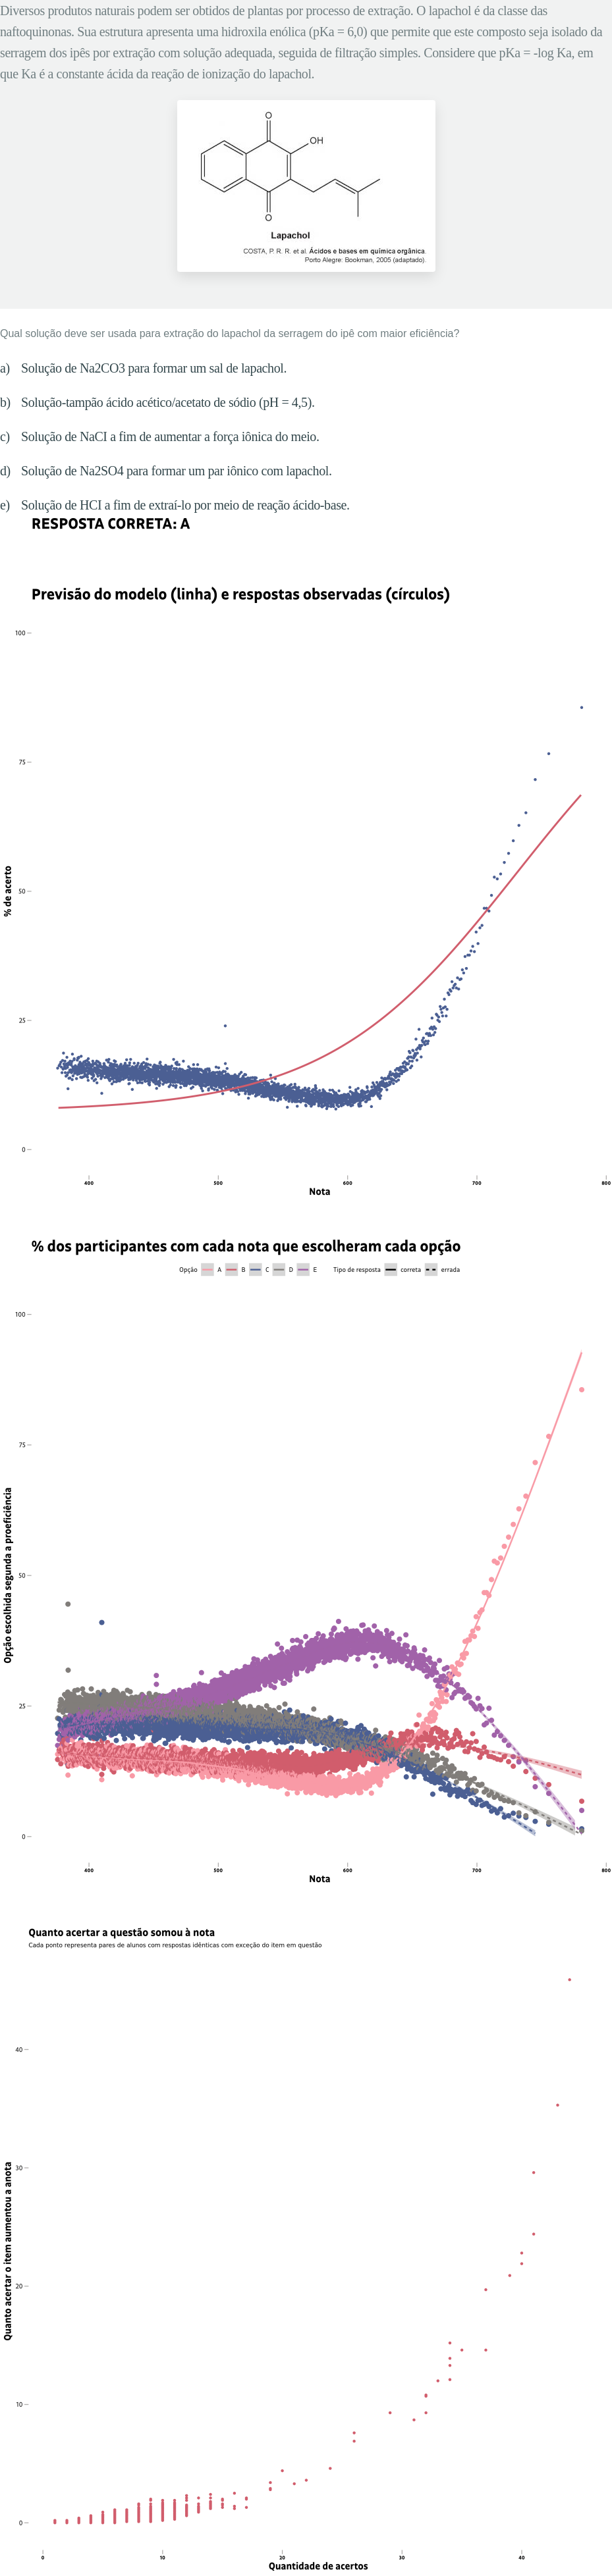 Diversos produtos naturais podem ser obtidos de plantas por processo de extração. O lapachol é da classe das
naftoquinonas. Sua estrutura apresenta uma hidroxila enólica (pKa = 6,0) que permite que este composto seja isolado da
serragem dos ipês por extração com solução adequada, seguida de filtração simples. Considere que pKa = -log Ka, em
que Ka é a constante ácida da reação de ionização do lapachol.
O
OH
O
Lapachol
COSTA, P. R. R. et al. Ácidos e bases em química orgânica.
Porto Alegre: Bookman, 2005 (adaptado).
Qual solução deve ser usada para extração do lapachol da serragem do ipê com maior eficiência?
a) Solução de Na2CO3 para formar um sal de lapachol.
b) Solução-tampão ácido acético/acetato de sódio (pH = 4,5).
c) Solução de NaCI a fim de aumentar a força iônica do meio.
d) Solução de Na2SO4 para formar um par iônico com lapachol.
e) Solução de HCI a fim de extraí-lo por meio de reação ácido-base.
RESPOSTA CORRETA: A
Previsão do modelo (linha) e respostas observadas (círculos)
100
75
50
25
0
% de acerto
400 500 600 700 800
Nota
% dos participantes com cada nota que escolheram cada opção
Opção A B C D E Tipo de resposta correta errada
100
75
50
25
0
Opção escolhida segunda a proeficiência
400 500 600 700 800
Nota
Quanto acertar a questão somou à nota
Cada ponto representa pares de alunos com respostas idênticas com exceção do item em questão
40
30
20
10
0
Quanto acertar o item aumentou a anota
0 10 20 30 40
Quantidade de acertos